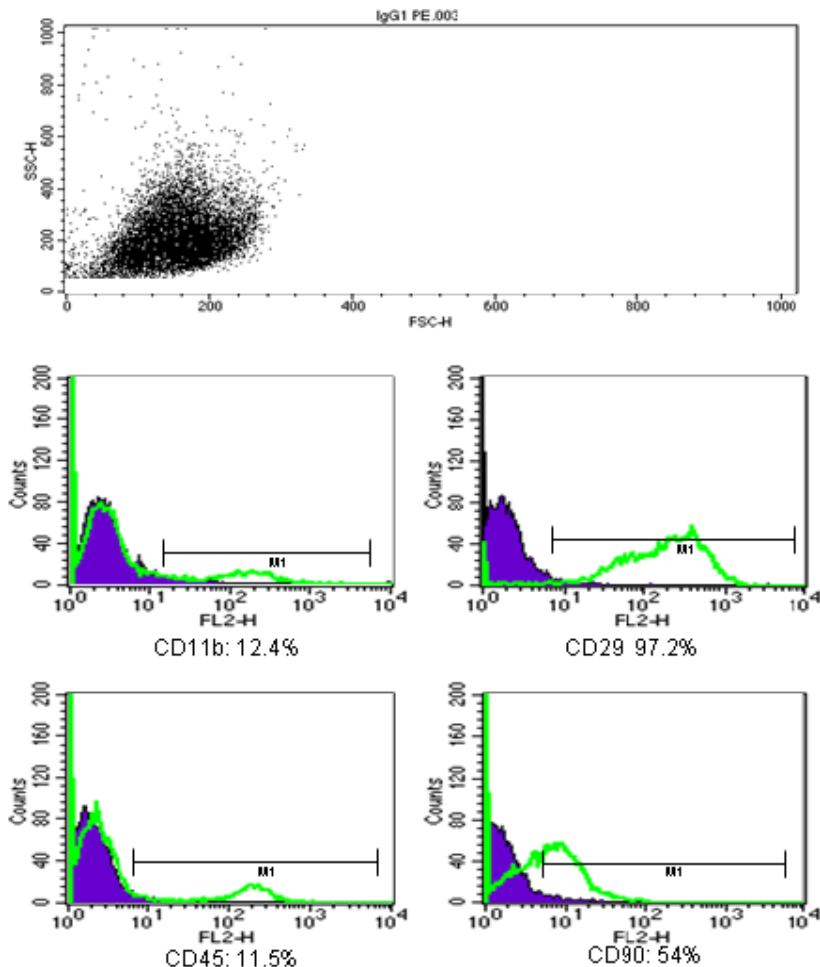 IgG1 PE.003
1000
800
600
400
200
0
SSC-H
0 200 400 600 800 1000
FSC-H
200
160
120
80
40
0
Counts
M1
10^0 10^1 10^2 10^3 10^4
FL2-H
CD11b: 12.4%
200
160
120
80
40
0
Counts
M1
10^0 10^1 10^2 10^3 10^4
FL2-H
CD29 97.2%
200
160
120
80
40
0
Counts
M1
10^0 10^1 10^2 10^3 10^4
FL2-H
CD45: 11.5%
200
160
120
80
40
0
Counts
M1
10^0 10^1 10^2 10^3 10^4
FL2-H
CD90: 54%